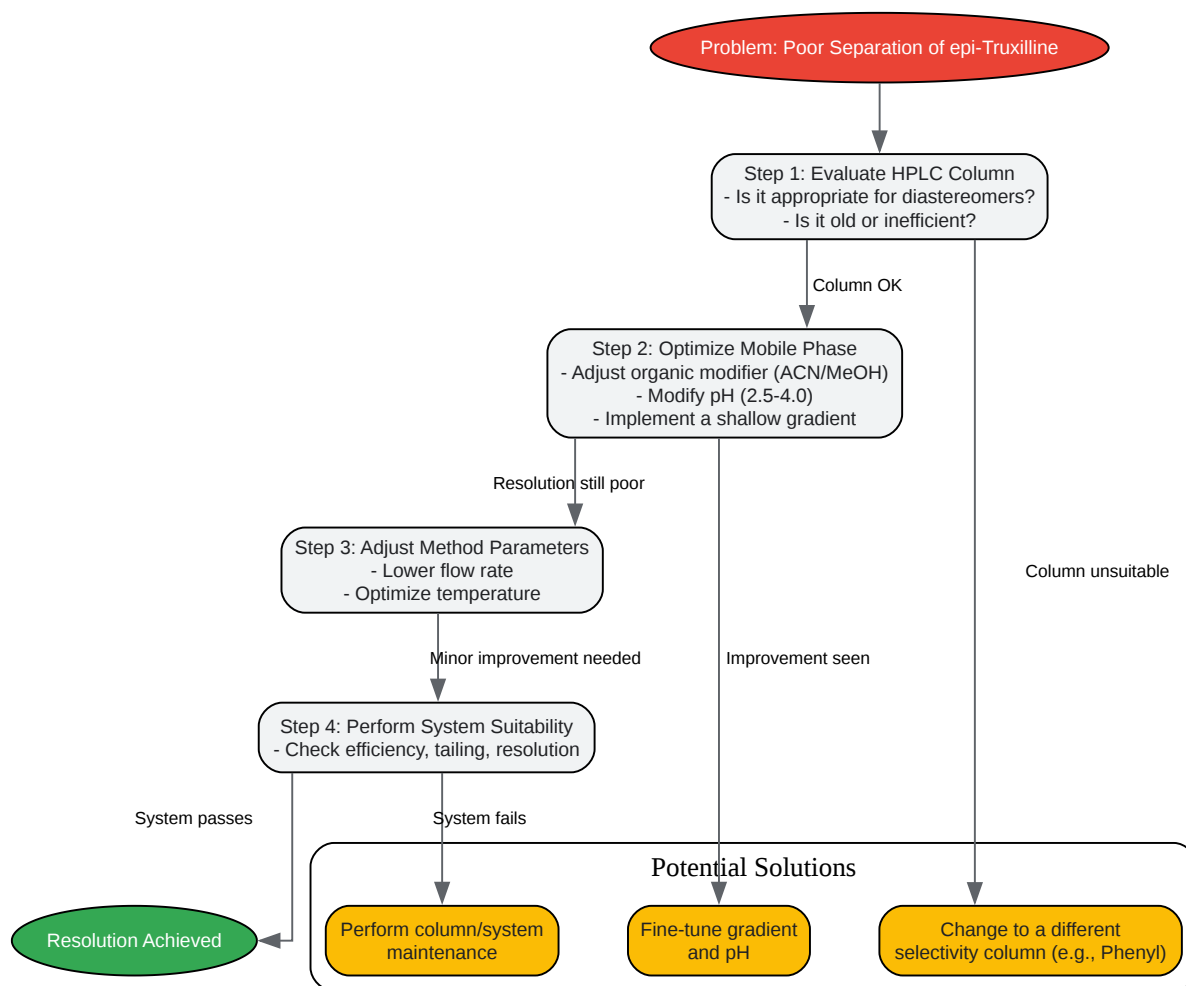 Problem: Poor Separation of epi-Truxilline
Step 1: Evaluate HPLC Column
- Is it appropriate for diastereomers?
- Is it old or inefficient?
Column OK
Step 2: Optimize Mobile Phase
- Adjust organic modifier (ACN/MeOH)
- Modify pH (2.5-4.0)
- Implement a shallow gradient
Resolution still poor
Step 3: Adjust Method Parameters
- Lower flow rate
- Optimize temperature
Column unsuitable
Minor improvement needed
Improvement seen
Step 4: Perform System Suitability
- Check efficiency, tailing, resolution
System passes
System fails
Potential Solutions
Resolution Achieved
Perform column/system
maintenance
Fine-tune gradient
and pH
Change to a different
selectivity column (e.g., Phenyl)